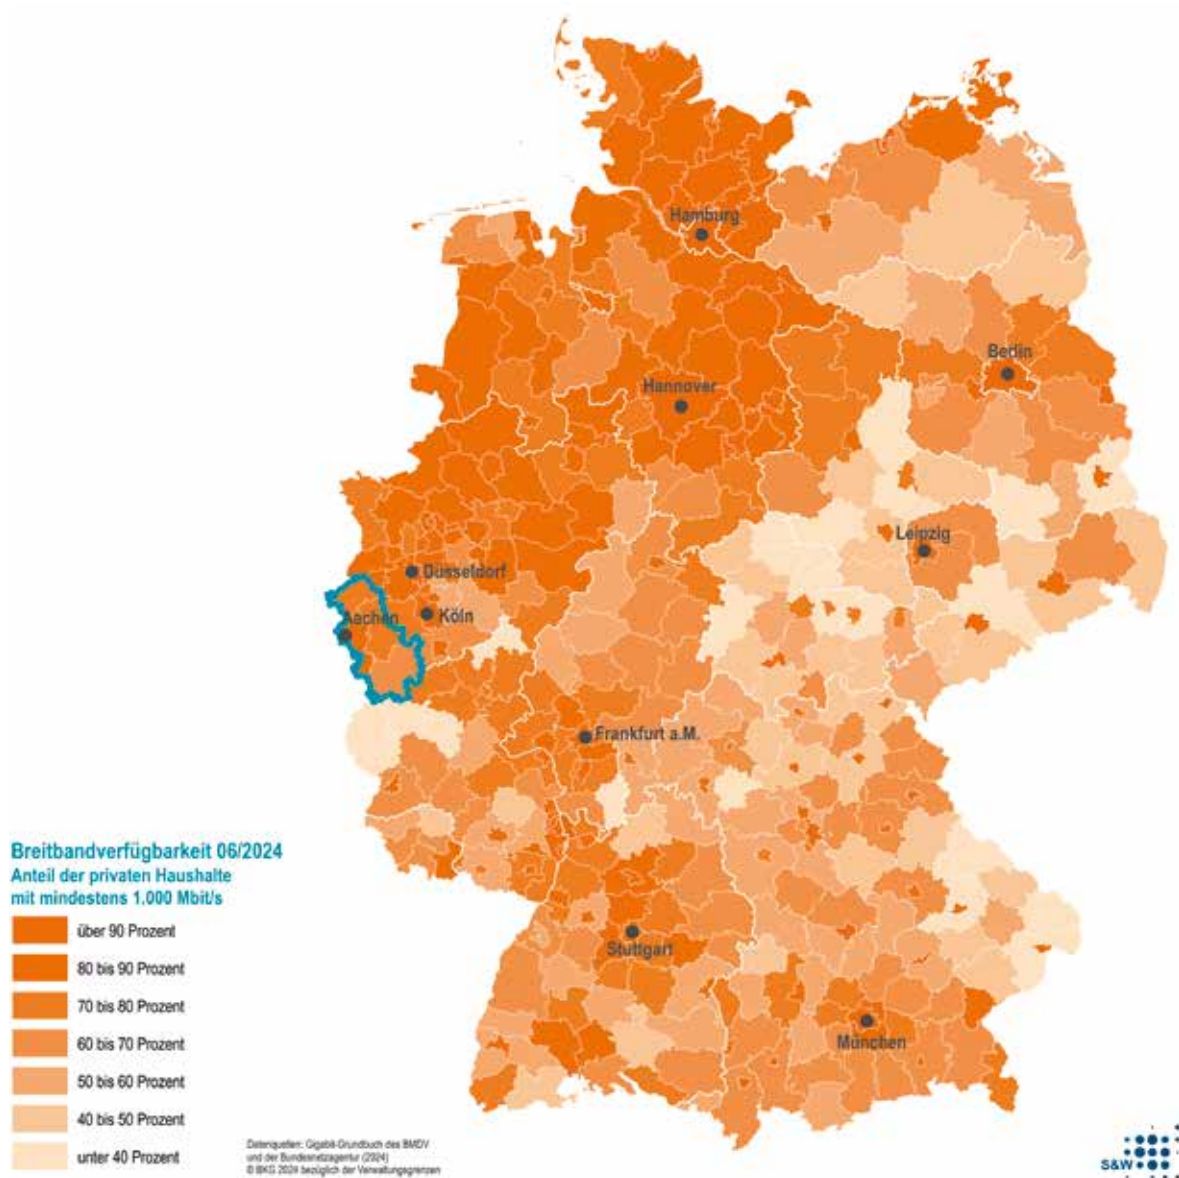 Hamburg
Berlin
Hannover
Leipzig
Düsseldorf
Aachen
Köln
Frankfurt a.M.
Stuttgart
München
Breitbandverfügbarkeit 06/2024
Anteil der privaten Haushalte
mit mindestens 1.000 Mbit/s
über 90 Prozent
80 bis 90 Prozent
70 bis 80 Prozent
60 bis 70 Prozent
50 bis 60 Prozent
40 bis 50 Prozent
unter 40 Prozent
Datenquellen: Gigabit-Grundbuch des BMDV
und der Bundesnetzagentur (2024)
© BKG 2024 bezüglich der Verwaltungsgrenzen
S&W